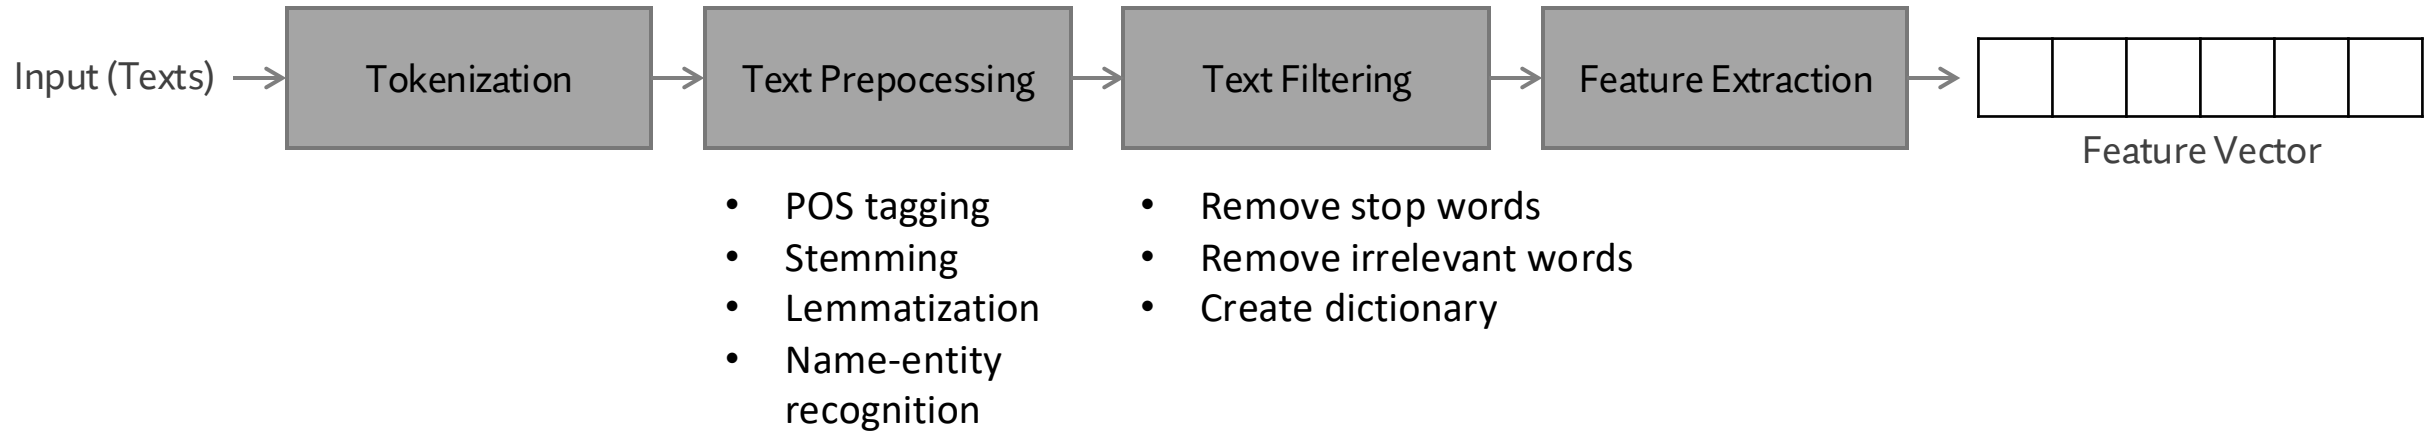 Input (Texts)
Tokenization
Text Prepocessing
Text Filtering
Feature Extraction
Feature Vector
• POS tagging
• Stemming
• Lemmatization
• Name-entity
recognition
• Remove stop words
• Remove irrelevant words
• Create dictionary